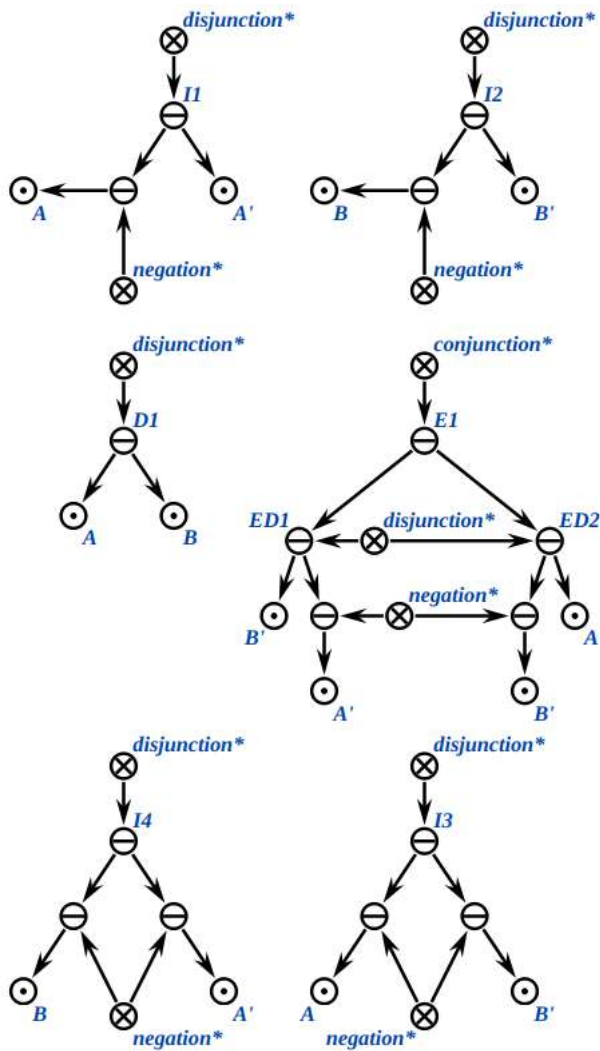 disjunction*
disjunction*
I1
I2
A
A'
B
B'
negation*
negation*
disjunction*
conjunction*
D1
E1
A
B
ED1
disjunction*
ED2
negation*
B'
A
A'
B'
disjunction*
disjunction*
I4
I3
B
A'
A
B'
negation*
negation*